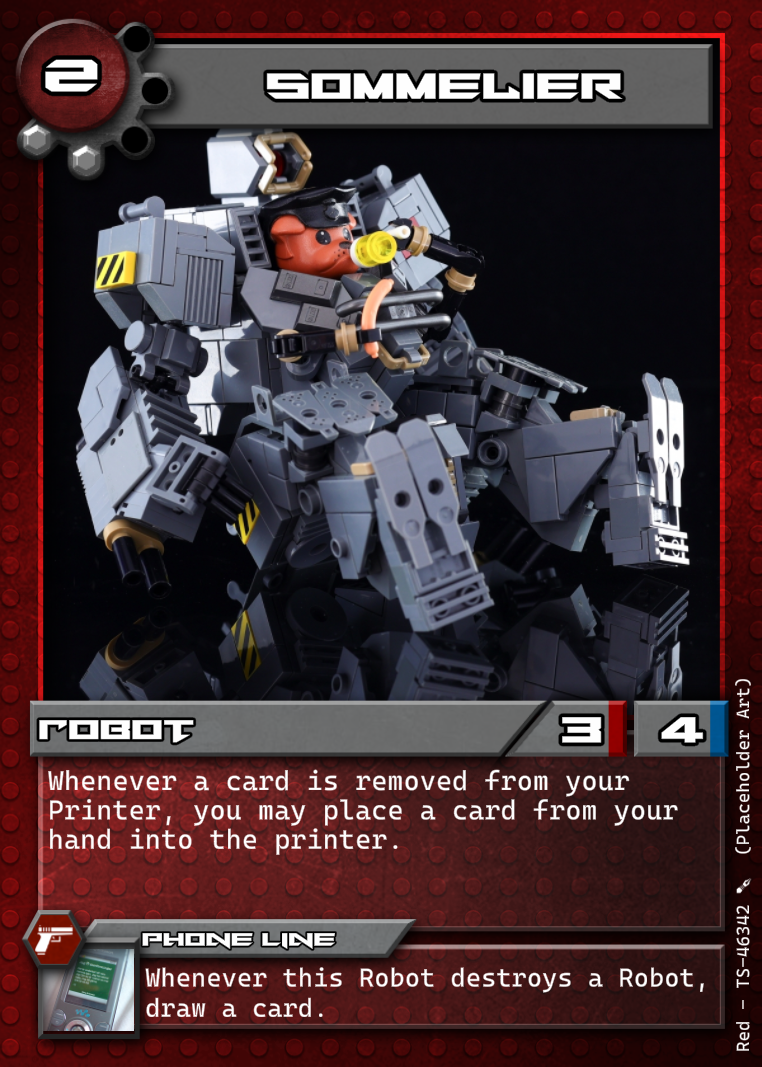 2
SOMMELIER
ROBOT
3
4
Whenever a card is removed from your
Printer, you may place a card from your
hand into the printer.
PHONE LINE
Whenever this Robot destroys a Robot,
draw a card.
Red - TS-46342 (Placeholder Art)